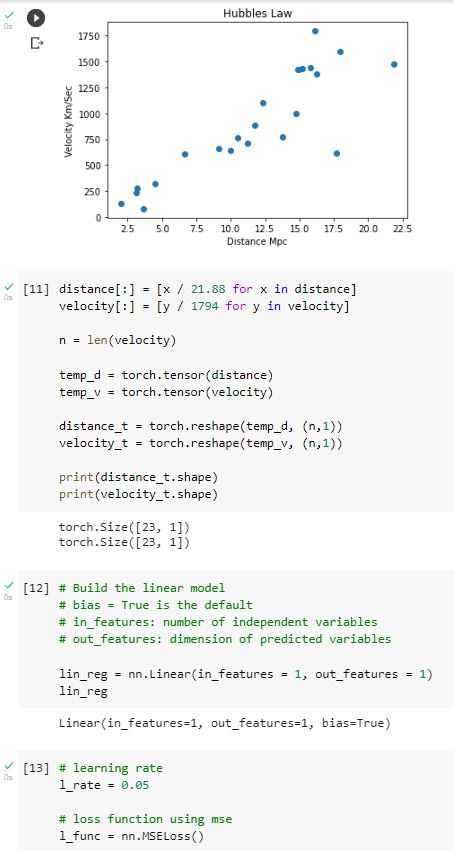 Hubbles Law
1750
1500
1250
1000
750
500
250
0
Velocity Km/Sec
2.5 5.0 7.5 10.0 12.5 15.0 17.5 20.0 22.5
Distance Mpc
0s
[11] distance[:] = [x / 21.88 for x in distance]
0s
velocity[:] = [y / 1794 for y in velocity]
n = len(velocity)
temp_d = torch.tensor(distance)
temp_v = torch.tensor(velocity)
distance_t = torch.reshape(temp_d, (n,1))
velocity_t = torch.reshape(temp_v, (n,1))
print(distance_t.shape)
print(velocity_t.shape)
torch.Size([23, 1])
torch.Size([23, 1])
[12] # Build the linear model
0s
# bias = True is the default
# in_features: number of independent variables
# out_features: dimension of predicted variables
lin_reg = nn.Linear(in_features = 1, out_features = 1)
lin_reg
Linear(in_features=1, out_features=1, bias=True)
[13] # learning rate
0s
l_rate = 0.05
# loss function using mse
l_func = nn.MSELoss()